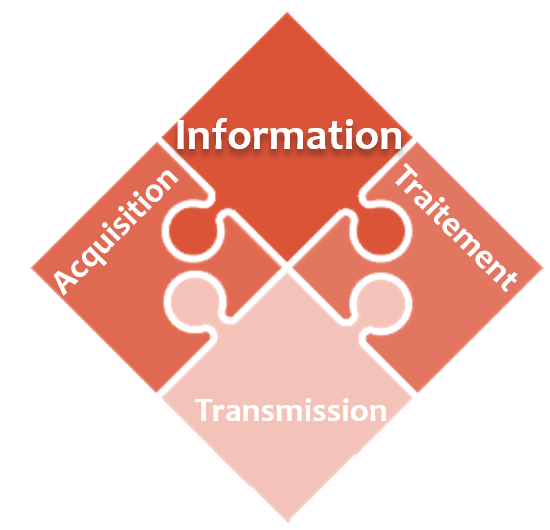 Information
Acquisition
Traitement
Transmission